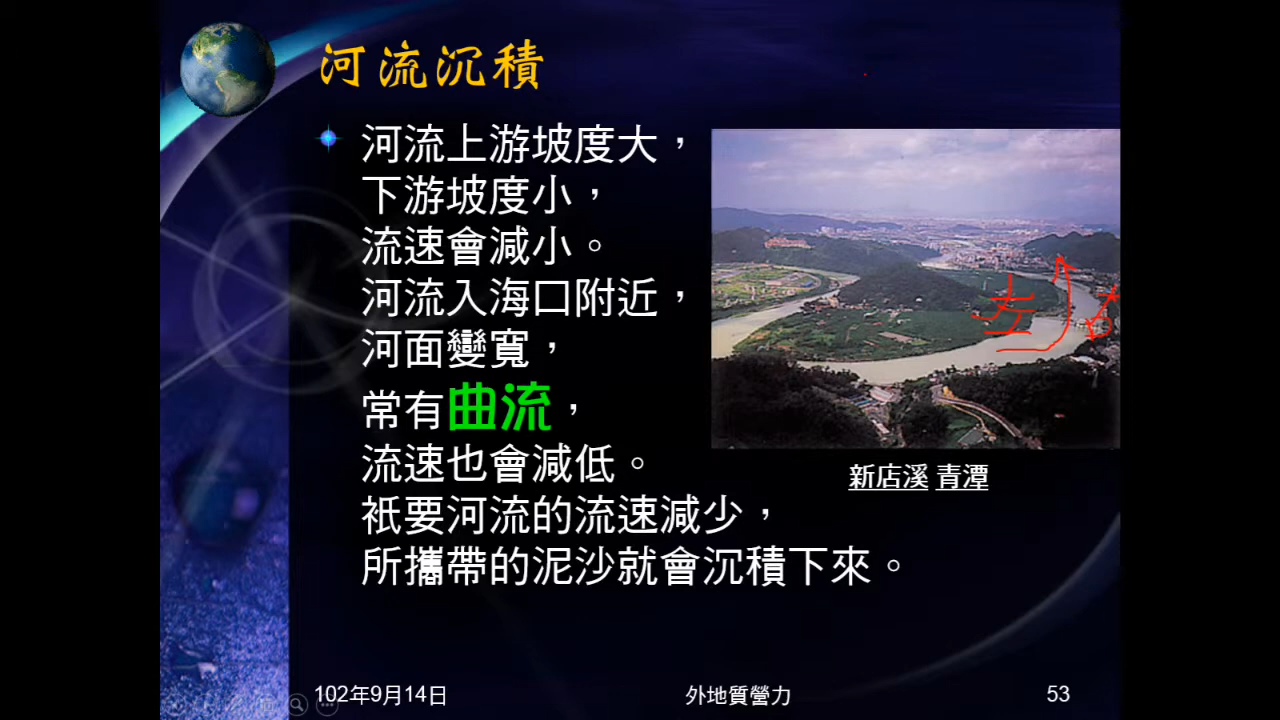 河流沉積
河流上游坡度大，
下游坡度小，
流速會減小。
河流入海口附近，
河面變寬，
常有曲流，
流速也會減低。
祇要河流的流速減少，
所攜帶的泥沙就會沉積下來。
左
右
新店溪 青潭
102年9月14日
外地質營力
53